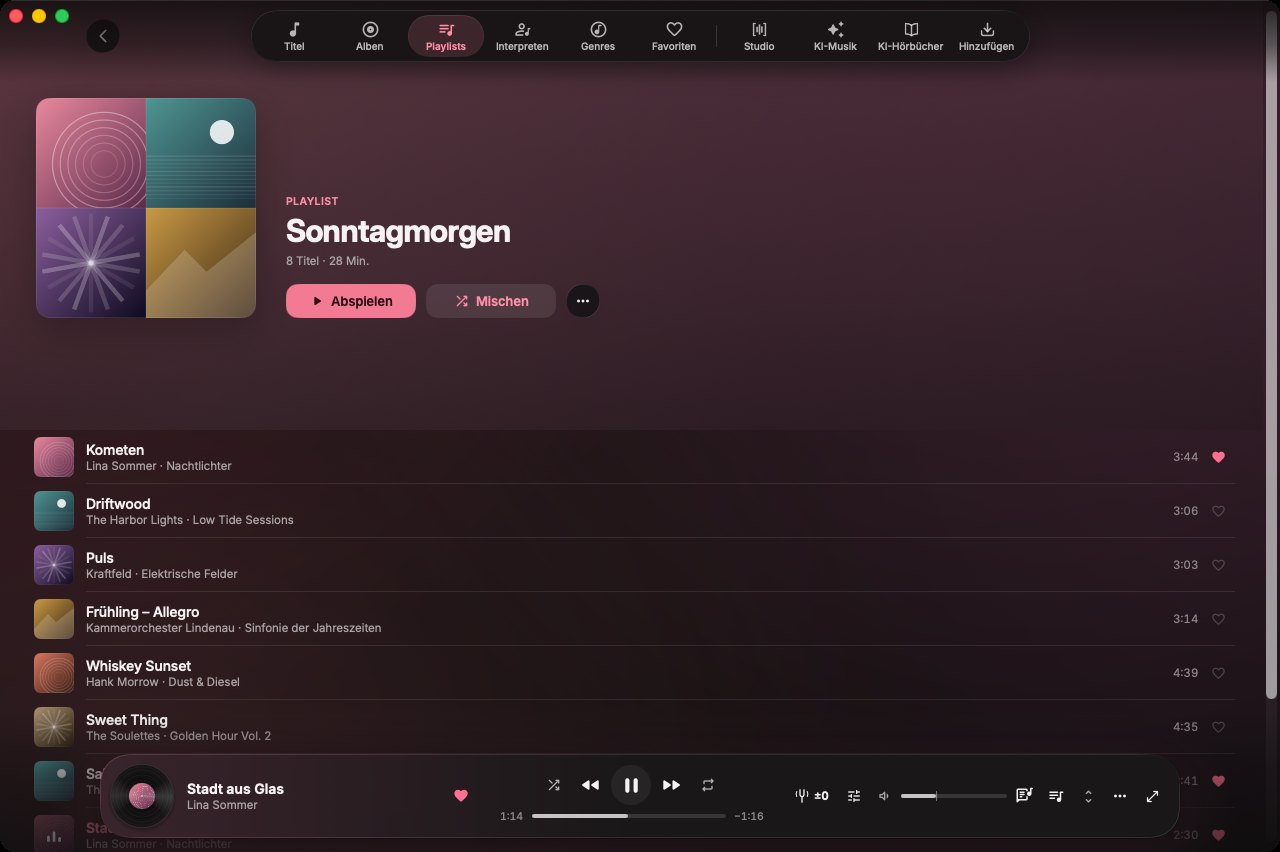 Titel
Alben
Playlists
Interpreten
Genres
Favoriten
Studio
KI-Musik
KI-Hörbücher
Hinzufügen
PLAYLIST
Sonntagmorgen
8 Titel · 28 Min.
Abspielen
Mischen
Kometen
Lina Sommer · Nachtlichter
3:44
Driftwood
The Harbor Lights · Low Tide Sessions
3:06
Puls
Kraftfeld · Elektrische Felder
3:03
Frühling – Allegro
Kammerorchester Lindenau · Sinfonie der Jahreszeiten
3:14
Whiskey Sunset
Hank Morrow · Dust & Diesel
4:39
Sweet Thing
The Soulettes · Golden Hour Vol. 2
4:35
:41
Lina Sommer · Nachtlichter
2:30
Stadt aus Glas
Lina Sommer
1:14
−1:16
±0